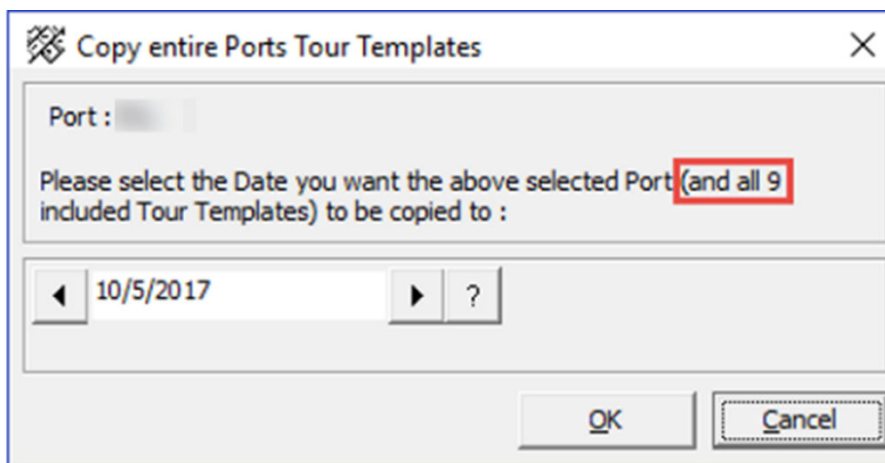 Copy entire Ports Tour Templates
Port :
Please select the Date you want the above selected Port (and all 9
included Tour Templates) to be copied to :
10/5/2017
?
OK
Cancel